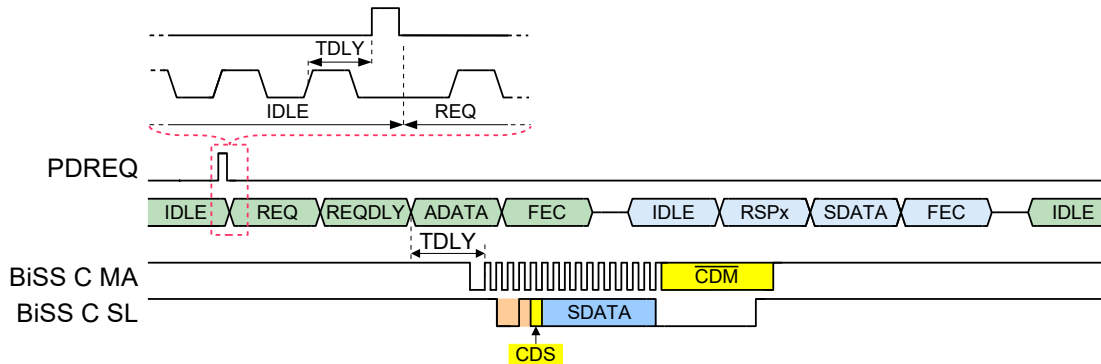 TDLY
IDLE REQ
PDREQ
IDLE REQ REQDLY ADATA FEC IDLE RSPx SDATA FEC IDLE
TDLY
BiSS C MA CDM
BiSS C SL SDATA
CDS